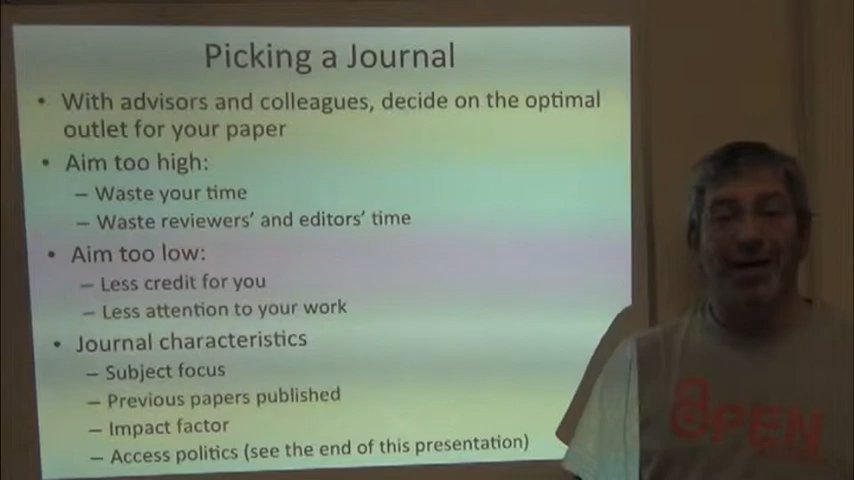 Picking a Journal
• With advisors and colleagues, decide on the optimal
outlet for your paper
• Aim too high:
– Waste your time
– Waste reviewers' and editors' time
• Aim too low:
– Less credit for you
– Less attention to your work
• Journal characteristics
– Subject focus
– Previous papers published
– Impact factor
– Access politics (see the end of this presentation)
OPEN